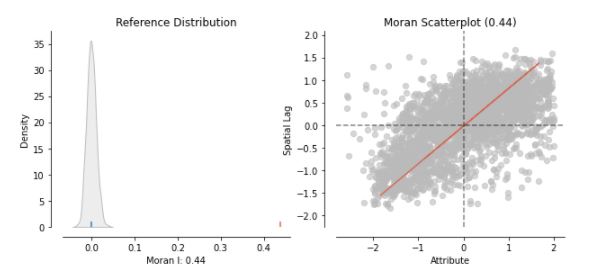 Reference Distribution
35
30
25
20
15
10
5
0
Density
0.0 0.1 0.2 0.3 0.4
Moran I: 0.44
Moran Scatterplot (0.44)
2.0
1.5
1.0
0.5
0.0
−0.5
−1.0
−1.5
−2.0
Spatial Lag
−2 −1 0 1 2
Attribute